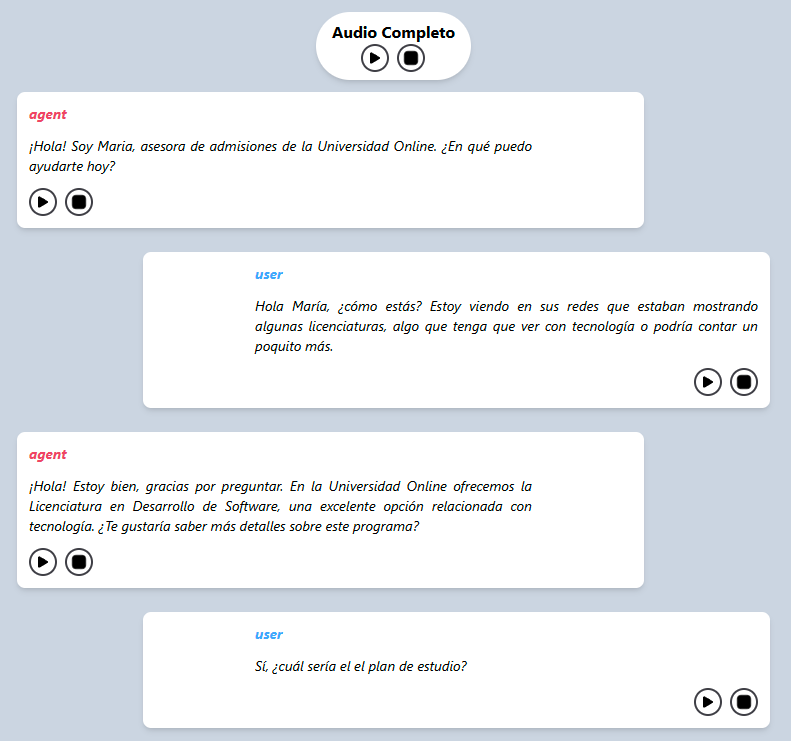 Audio Completo
agent
¡Hola! Soy Maria, asesora de admisiones de la Universidad Online. ¿En qué puedo
ayudarte hoy?
user
Hola María, ¿cómo estás? Estoy viendo en sus redes que estaban mostrando
algunas licenciaturas, algo que tenga que ver con tecnología o podría contar un
poquito más.
agent
¡Hola! Estoy bien, gracias por preguntar. En la Universidad Online ofrecemos la
Licenciatura en Desarrollo de Software, una excelente opción relacionada con
tecnología. ¿Te gustaría saber más detalles sobre este programa?
user
Sí, ¿cuál sería el el plan de estudio?